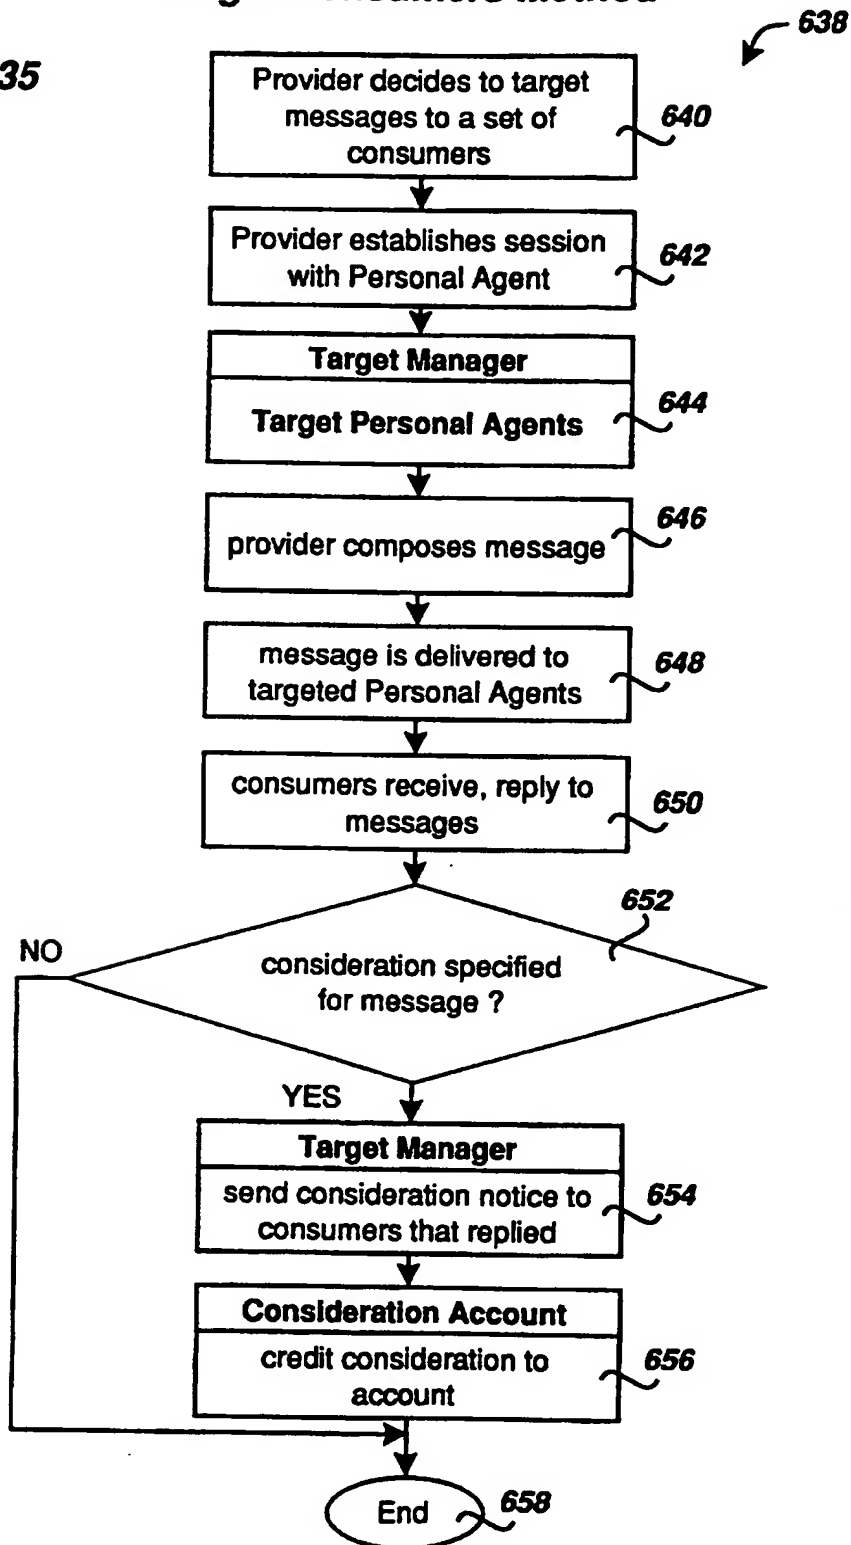 638
35
Provider decides to target
messages to a set of
consumers
640
Provider establishes session
with Personal Agent
642
Target Manager
Target Personal Agents
644
provider composes message
646
message is delivered to
targeted Personal Agents
648
consumers receive, reply to
messages
650
652
NO
consideration specified
for message ?
YES
Target Manager
send consideration notice to
consumers that replied
654
Consideration Account
credit consideration to
account
656
End
658